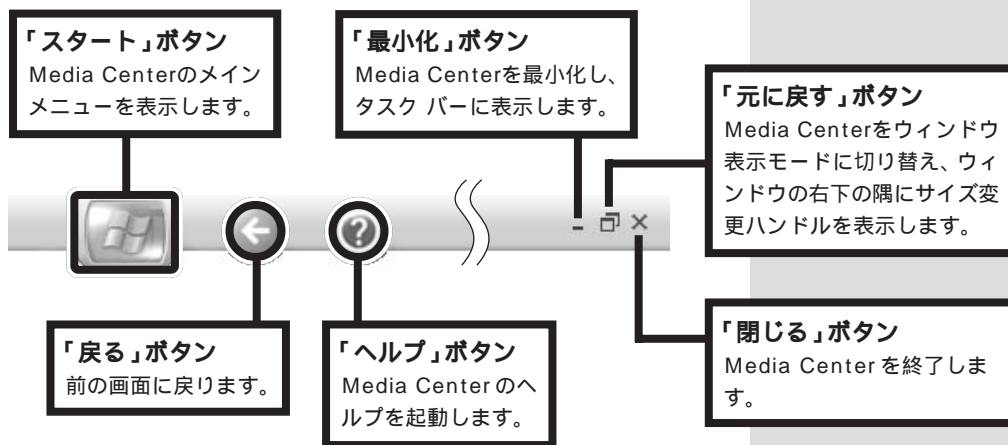 「スタート」ボタン
Media Centerのメイン
メニューを表示します。
「最小化」ボタン
Media Centerを最小化し、
タスク バーに表示します。
「元に戻す」ボタン
Media Centerをウィンドウ
表示モードに切り替え、ウィ
ンドウの右下の隅にサイズ変
更ハンドルを表示します。
「戻る」ボタン
前の画面に戻ります。
「ヘルプ」ボタン
Media Center のヘ
ルプを起動します。
「閉じる」ボタン
Media Center を終了しま
す。